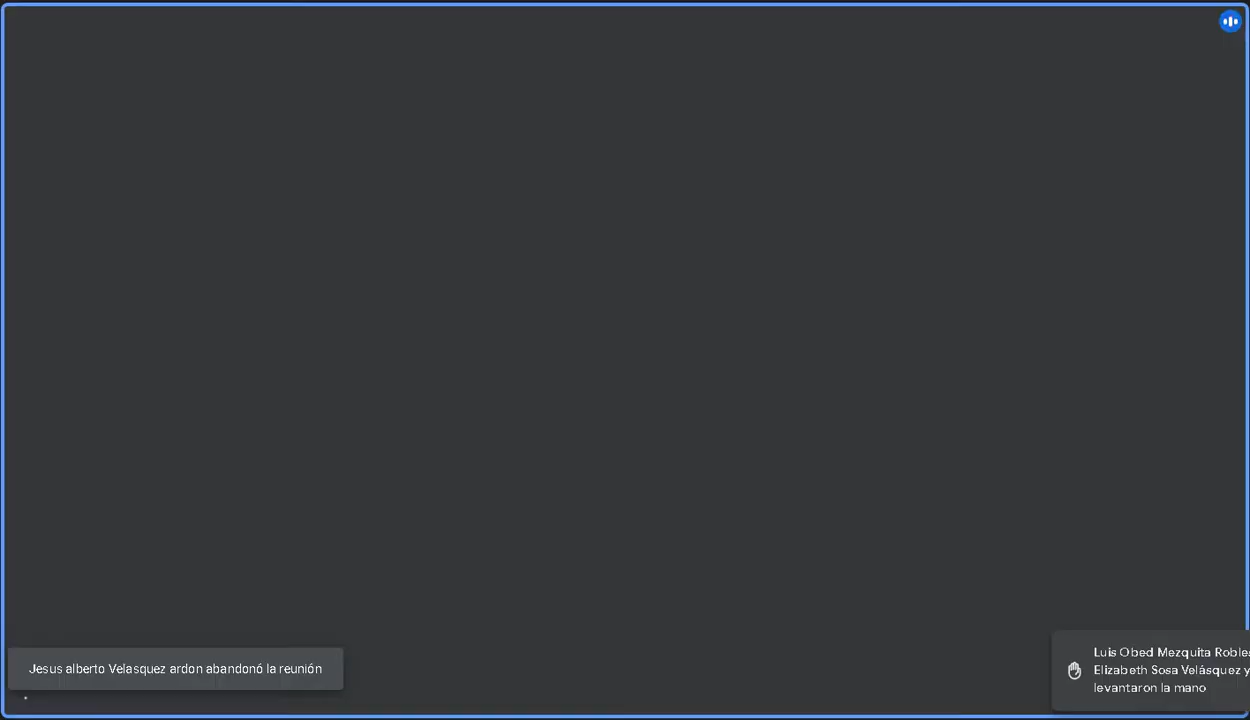 Jesus alberto Velasquez ardon abandonó la reunión
Luis Obed Mezquita Robles
Elizabeth Sosa Velásquez y
levantaron la mano